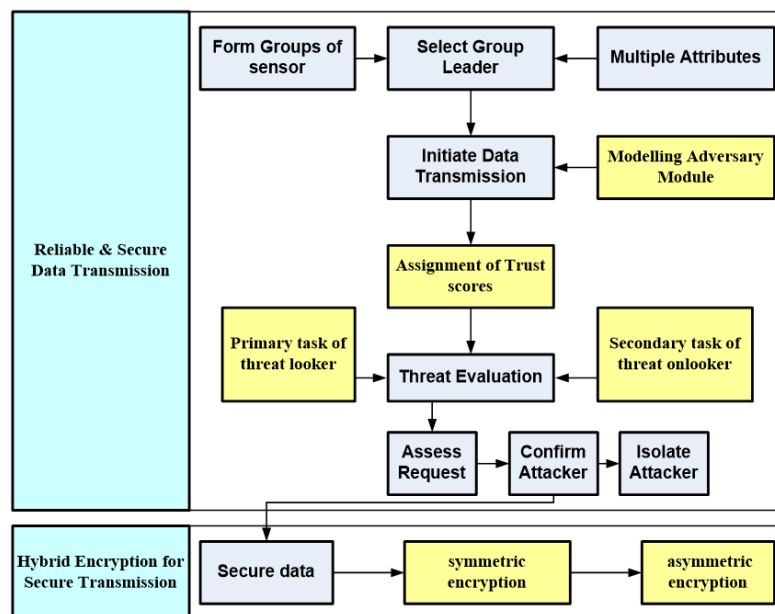 Form Groups of
sensor
Select Group
Leader
Multiple Attributes
Initiate Data
Transmission
Modelling Adversary
Module
Reliable & Secure
Data Transmission
Assignment of Trust
scores
Primary task of
threat looker
Secondary task of
threat onlooker
Threat Evaluation
Assess
Request
Confirm
Attacker
Isolate
Attacker
Hybrid Encryption for
Secure Transmission
Secure data
symmetric
encryption
asymmetric
encryption